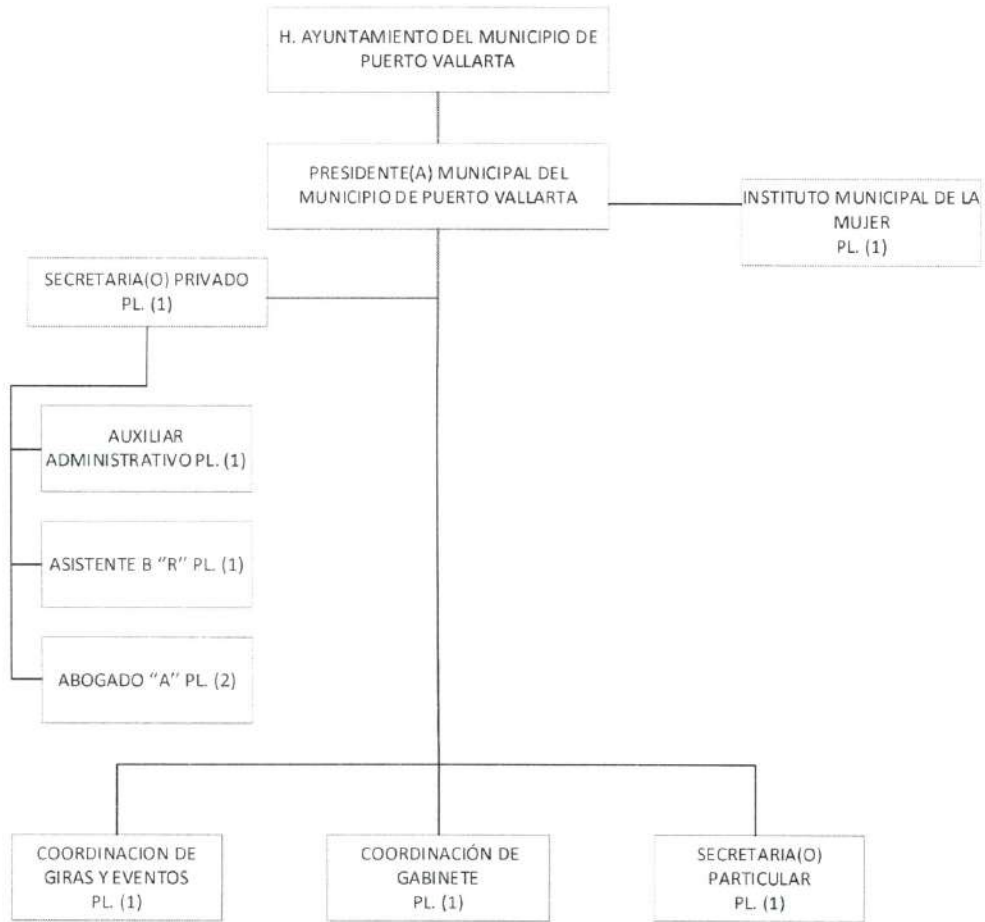 H. AYUNTAMIENTO DEL MUNICIPIO DE
PUERTO VALLARTA
PRESIDENTE(A) MUNICIPAL DEL
MUNICIPIO DE PUERTO VALLARTA
INSTITUTO MUNICIPAL DE LA
MUJER
PL. (1)
SECRETARIA(O) PRIVADO
PL. (1)
AUXILIAR
ADMINISTRATIVO PL. (1)
ASISTENTE B "R" PL. (1)
ABOGADO "A" PL. (2)
COORDINACION DE
GIRAS Y EVENTOS
PL. (1)
COORDINACIÓN DE
GABINETE
PL. (1)
SECRETARIA(O)
PARTICULAR
PL. (1)